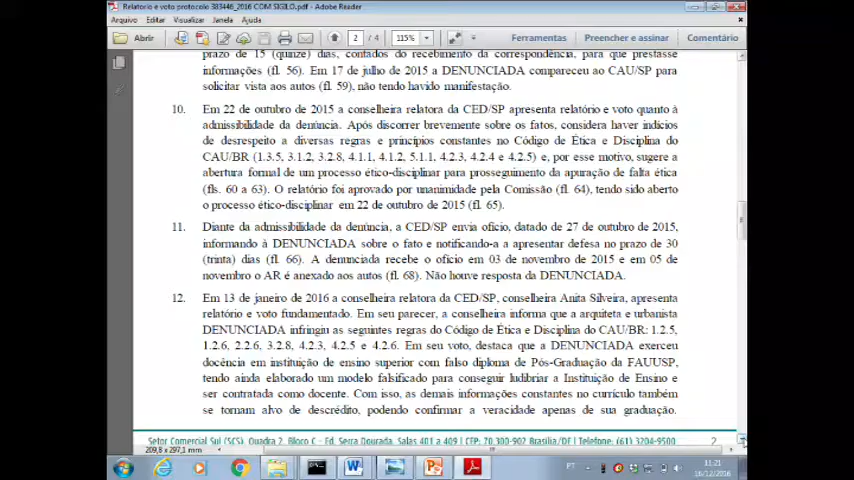 Relatorio e voto protocolo 383446_2016 COM SIGILO.pdf - Adobe Reader
Arquivo Editar Visualizar Janela Ajuda
Abrir 2 / 4 115% Ferramentas Preencher e assinar Comentário
prazo de 15 (quinze) dias, contados do recebimento da correspondência, para que prestasse
informações (fl. 56). Em 17 de julho de 2015 a DENUNCIADA compareceu ao CAU/SP para
solicitar vista aos autos (fl. 59), não tendo havido manifestação.
10. Em 22 de outubro de 2015 a conselheira relatora da CED/SP apresenta relatório e voto quanto à
admissibilidade da denúncia. Após discorrer brevemente sobre os fatos, considera haver indícios
de desrespeito a diversas regras e princípios constantes no Código de Ética e Disciplina do
CAU/BR (1.3.5, 3.1.2, 3.2.8, 4.1.1, 4.1.2, 5.1.1, 4.2.3, 4.2.4 e 4.2.5) e, por esse motivo, sugere a
abertura formal de um processo ético-disciplinar para prosseguimento da apuração de falta ética
(fls. 60 a 63). O relatório foi aprovado por unanimidade pela Comissão (fl. 64), tendo sido aberto
o processo ético-disciplinar em 22 de outubro de 2015 (fl. 65).
11. Diante da admissibilidade da denúncia, a CED/SP envia ofício, datado de 27 de outubro de 2015,
informando à DENUNCIADA sobre o fato e notificando-a a apresentar defesa no prazo de 30
(trinta) dias (fl. 66). A denunciada recebe o ofício em 03 de novembro de 2015 e em 05 de
novembro o AR é anexado aos autos (fl. 68). Não houve resposta da DENUNCIADA.
12. Em 13 de janeiro de 2016 a conselheira relatora da CED/SP, conselheira Anita Silveira, apresenta
relatório e voto fundamentado. Em seu parecer, a conselheira informa que a arquiteta e urbanista
DENUNCIADA infringiu as seguintes regras do Código de Ética e Disciplina do CAU/BR: 1.2.5,
1.2.6, 2.2.6, 3.2.8, 4.2.3, 4.2.5 e 4.2.6. Em seu voto, destaca que a DENUNCIADA exerceu
docência em instituição de ensino superior com falso diploma de Pós-Graduação da FAUUSP,
tendo ainda elaborado um modelo falsificado para conseguir ludibriar a Instituição de Ensino e
ser contratada como docente. Com isso, as demais informações constantes no currículo também
se tornam alvo de descrédito, podendo confirmar a veracidade apenas de sua graduação.
Setor Comercial Sul (SCS), Quadra 2, Bloco C – Ed. Serra Dourada, Salas 401 a 409 | CEP: 70.300-902 Brasília/DF | Telefone: (61) 3204-9500 2
209,8 x 297,1 mm
PT 11:21
16/12/2016